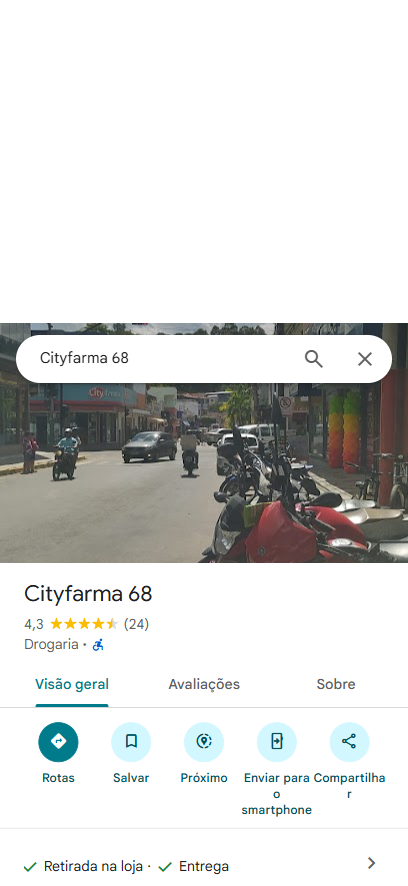 Cityfarma 68
City
Cityfarma 68
4,3 (24)
Drogaria ·
Visão geral Avaliações Sobre
Rotas Salvar Próximo Enviar para o smartphone Compartilhar
Retirada na loja · Entrega